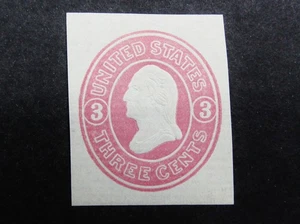 UNITED STATES
3 3
THREE CENTS